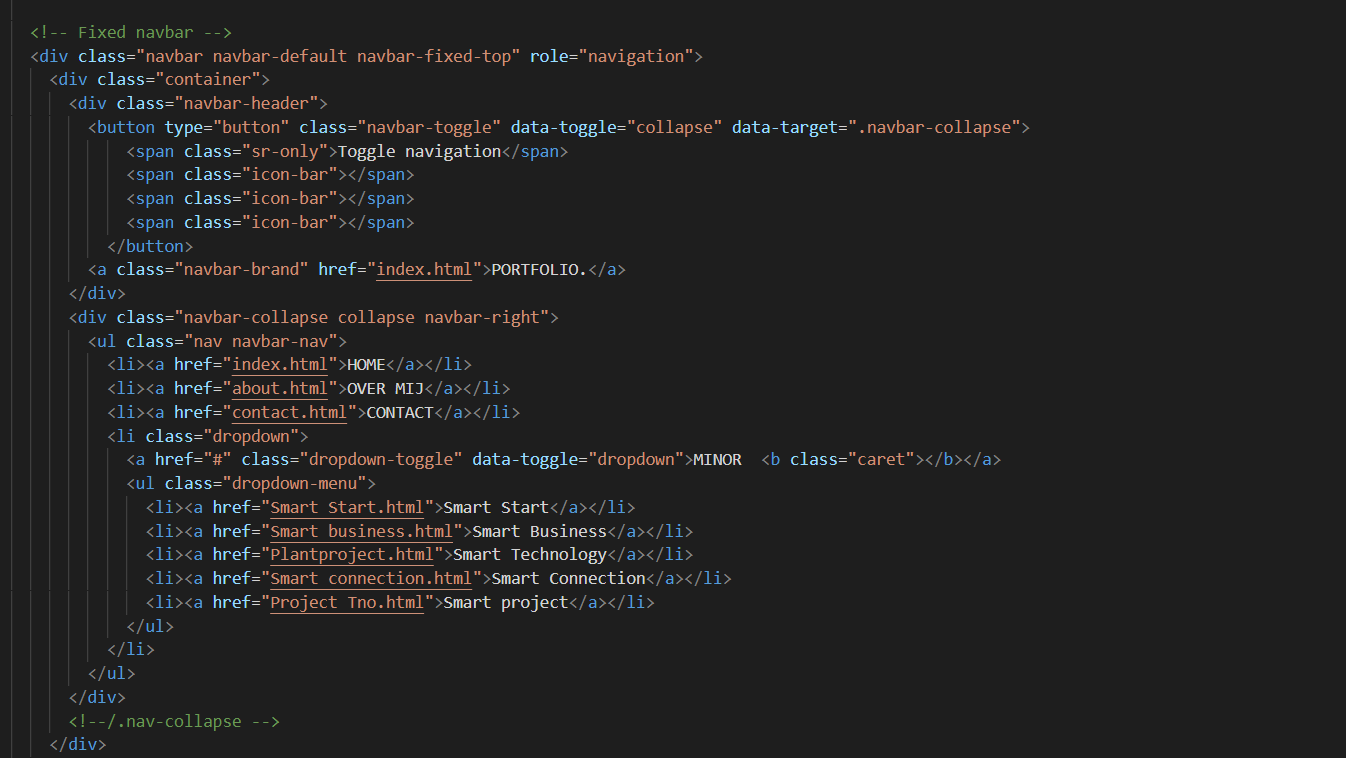 <!-- Fixed navbar -->
<div class="navbar navbar-default navbar-fixed-top" role="navigation">
<div class="container">
<div class="navbar-header">
<button type="button" class="navbar-toggle" data-toggle="collapse" data-target=".navbar-collapse">
<span class="sr-only">Toggle navigation</span>
<span class="icon-bar"></span>
<span class="icon-bar"></span>
<span class="icon-bar"></span>
</button>
<a class="navbar-brand" href="index.html">PORTFOLIO.</a>
</div>
<div class="navbar-collapse collapse navbar-right">
<ul class="nav navbar-nav">
<li><a href="index.html">HOME</a></li>
<li><a href="about.html">OVER MIJ</a></li>
<li><a href="contact.html">CONTACT</a></li>
<li class="dropdown">
<a href="#" class="dropdown-toggle" data-toggle="dropdown">MINOR  <b class="caret"></b></a>
<ul class="dropdown-menu">
<li><a href="Smart Start.html">Smart Start</a></li>
<li><a href="Smart business.html">Smart Business</a></li>
<li><a href="Plantproject.html">Smart Technology</a></li>
<li><a href="Smart connection.html">Smart Connection</a></li>
<li><a href="Project Tno.html">Smart project</a></li>
</ul>
</li>
</ul>
</div>
<!--/.nav-collapse -->
</div>